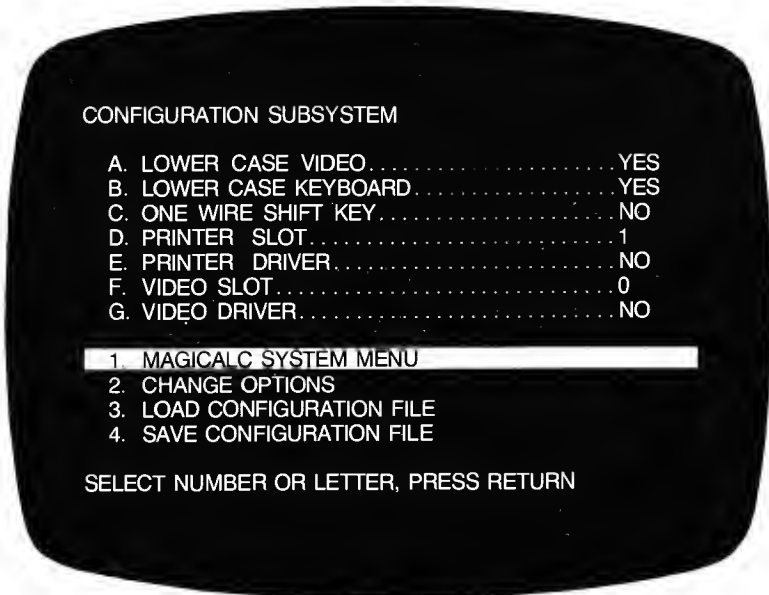 CONFIGURATION SUBSYSTEM
A. LOWER CASE VIDEO......................YES
B. LOWER CASE KEYBOARD..................YES
C. ONE WIRE SHIFT KEY.....................NO
D. PRINTER SLOT............................1
E. PRINTER DRIVER..........................NO
F. VIDEO SLOT..............................0
G. VIDEO DRIVER............................NO
1. MAGICALC SYSTEM MENU
2. CHANGE OPTIONS
3. LOAD CONFIGURATION FILE
4. SAVE CONFIGURATION FILE
SELECT NUMBER OR LETTER, PRESS RETURN